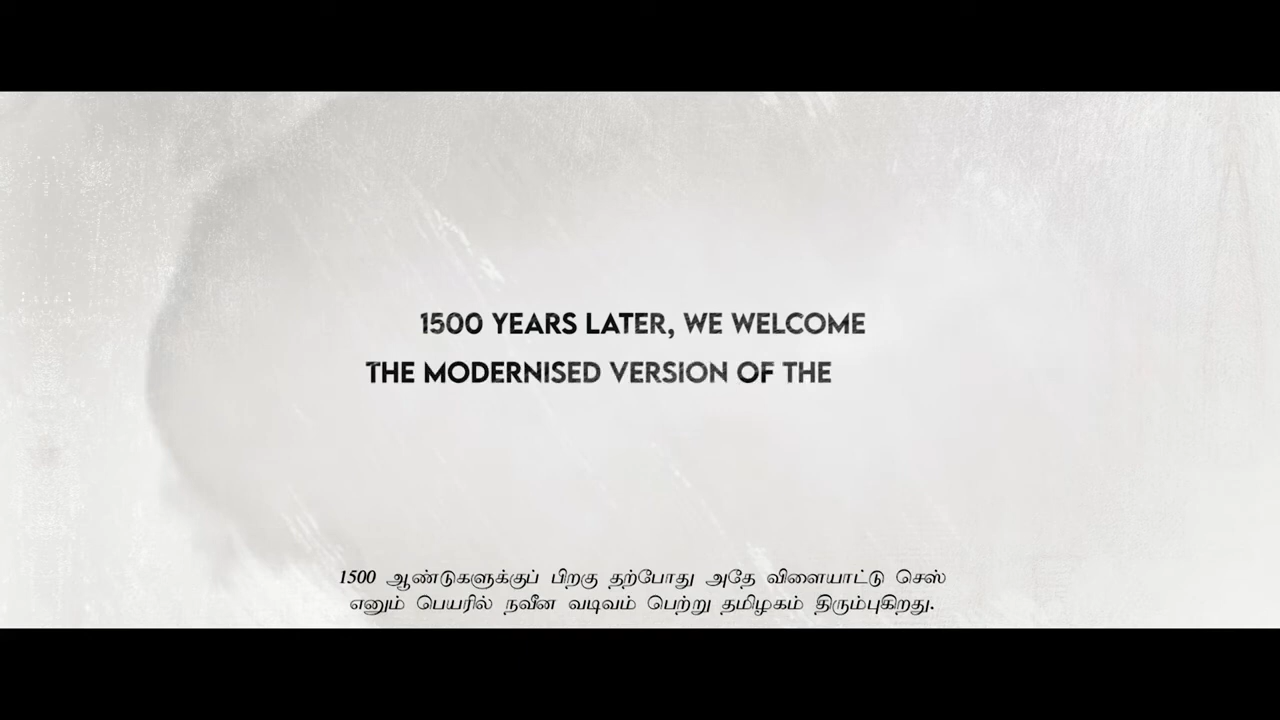 1500 YEARS LATER, WE WELCOME
THE MODERNISED VERSION OF THE
1500 ஆண்டுகளுக்குப் பிறகு தற்போது அதே விளையாட்டு செஸ்
எனும் பெயரில் நவீன வடிவம் பெற்று தமிழகம் திரும்புகிறது.